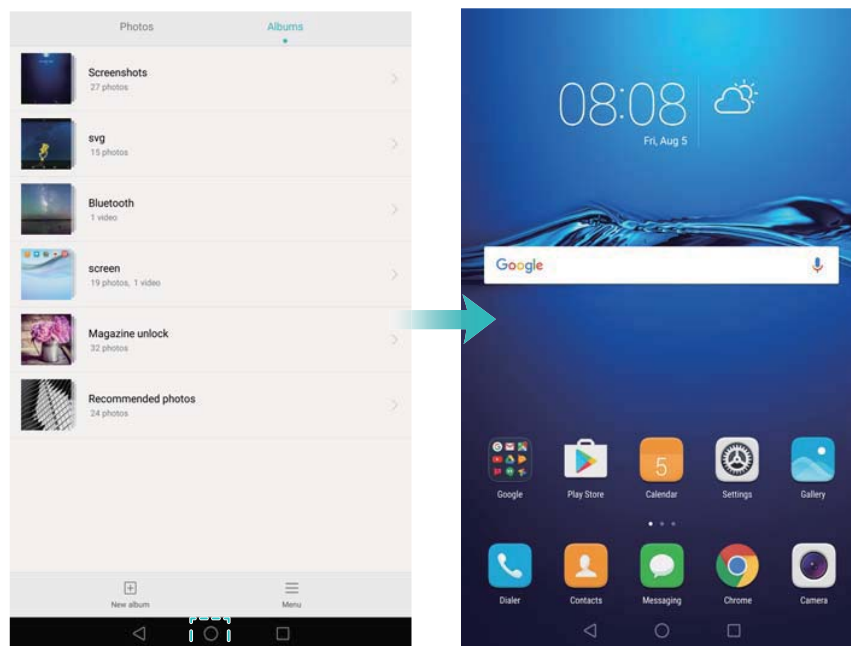 Photos Albums
Screenshots
27 photos
svg
15 photos
Bluetooth
1 video
screen
19 photos, 1 video
Magazine unlock
32 photos
Recommended photos
24 photos
New album Menu
08:08
Fri, Aug 5
Google
5
Google Play Store Calendar Settings Gallery
Dialer Contacts Messaging Chrome Camera